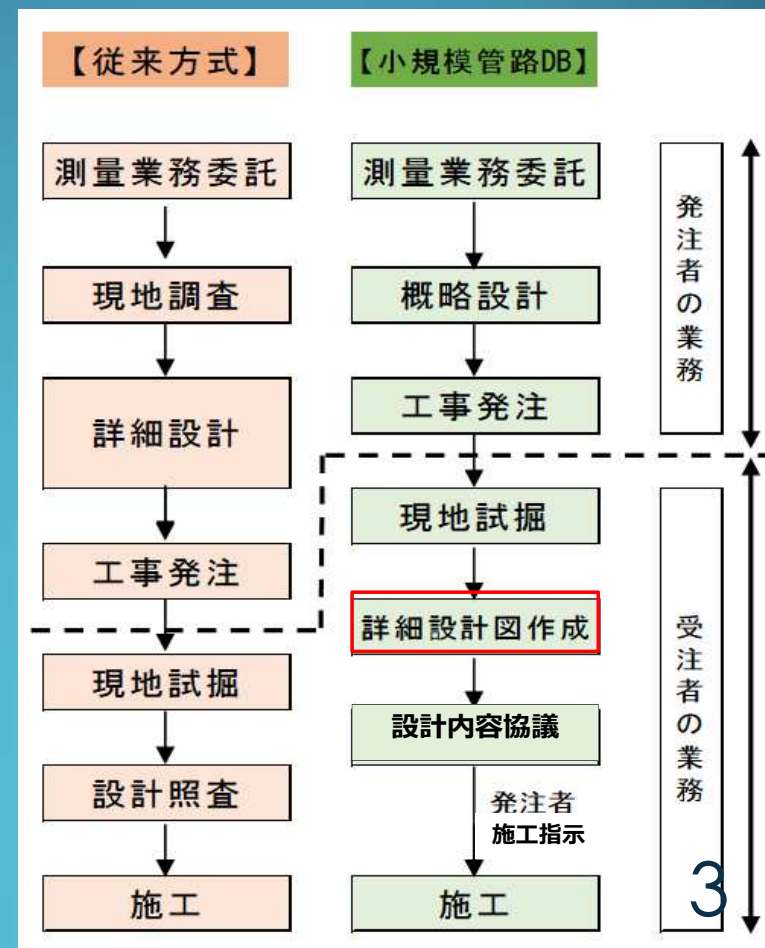 【従来方式】
測量業務委託
現地調査
詳細設計
工事発注
現地試掘
設計照査
施工
【小規模管路DB】
測量業務委託
概略設計
工事発注
現地試掘
詳細設計図作成
設計内容協議
発注者
施工指示
施工
発注者の業務
受注者の業務
3